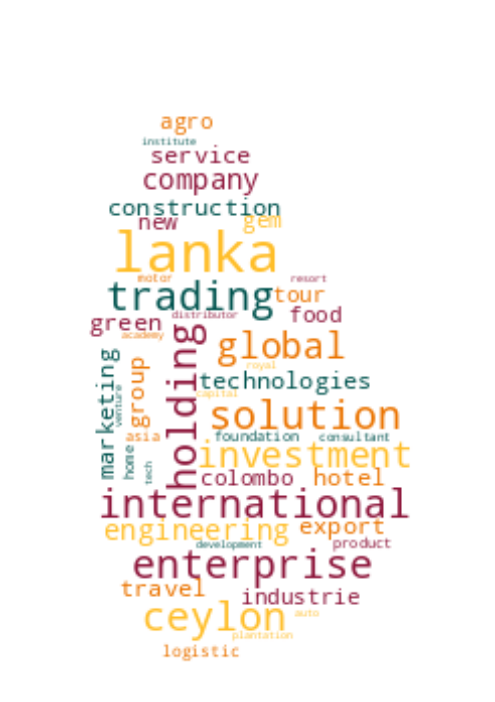 agro
institute
service
company
construction
new
gem
lanka
motor
resort
trading
tour
distributor
green
food
academy
holding
global
marketing
group
royal
technologies
venture
capital
solution
asia
foundation
consultant
home
investment
tech
colombo
hotel
international
engineering
export
development
product
enterprise
travel
industrie
ceylon
auto
plantation
logistic